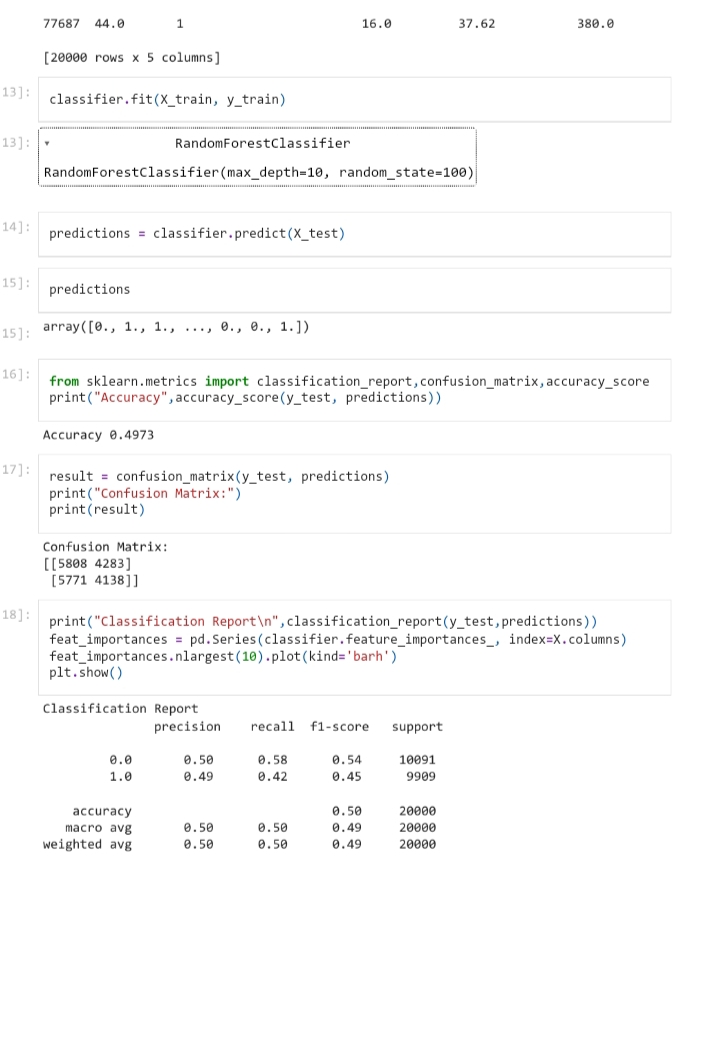 77687 44.0 1 16.0 37.62 380.0
[20000 rows x 5 columns]
13]:
classifier.fit(X_train, y_train)
13]:
▾ RandomForestClassifier
RandomForestClassifier(max_depth=10, random_state=100)
14]:
predictions = classifier.predict(X_test)
15]:
predictions
15]:
array([0., 1., 1., ..., 0., 0., 1.])
16]:
from sklearn.metrics import classification_report,confusion_matrix,accuracy_score
print("Accuracy",accuracy_score(y_test, predictions))
Accuracy 0.4973
17]:
result = confusion_matrix(y_test, predictions)
print("Confusion Matrix:")
print(result)
Confusion Matrix:
[[5808 4283]
 [5771 4138]]
18]:
print("Classification Report\n",classification_report(y_test,predictions))
feat_importances = pd.Series(classifier.feature_importances_, index=X.columns)
feat_importances.nlargest(10).plot(kind='barh')
plt.show()
Classification Report
precision recall f1-score support
0.0 0.50 0.58 0.54 10091
1.0 0.49 0.42 0.45 9909
accuracy 0.50 20000
macro avg 0.50 0.50 0.49 20000
weighted avg 0.50 0.50 0.49 20000